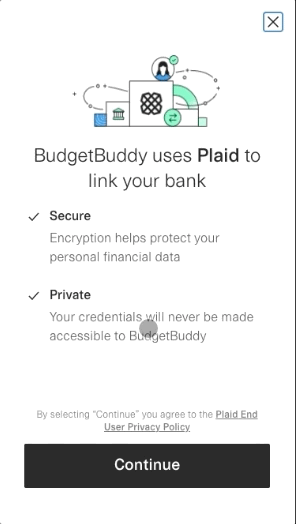 BudgetBuddy uses Plaid to
link your bank
Secure
Encryption helps protect your
personal financial data
Private
Your credentials will never be made
accessible to BudgetBuddy
By selecting "Continue" you agree to the Plaid End
User Privacy Policy
Continue